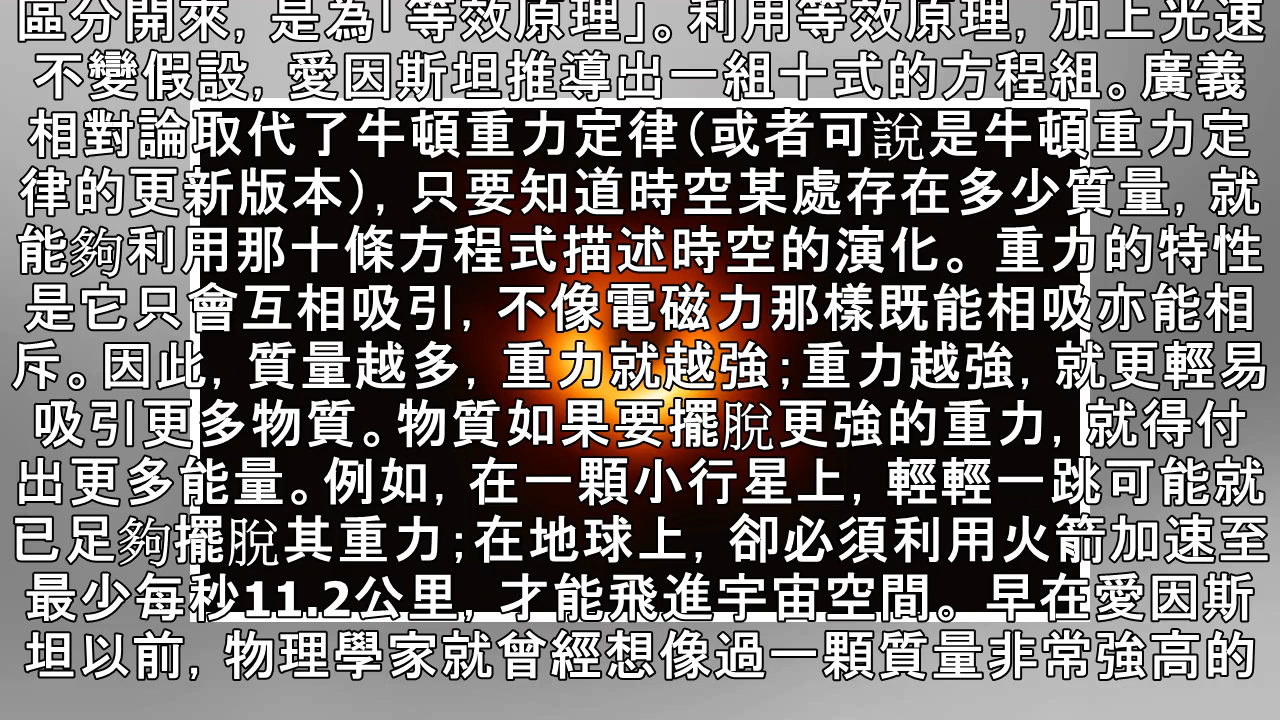 區分開來, 是為「等效原理」。利用等效原理, 加上光速
不變假設, 愛因斯坦推導出一組十式的方程組。廣義
相對論取代了牛頓重力定律(或者可說是牛頓重力定
律的更新版本), 只要知道時空某處存在多少質量, 就
能夠利用那十條方程式描述時空的演化。重力的特性
是它只會互相吸引, 不像電磁力那樣既能相吸亦能相
斥。因此, 質量越多, 重力就越強;重力越強, 就更輕易
吸引更多物質。物質如果要擺脫更強的重力, 就得付
出更多能量。例如, 在一顆小行星上, 輕輕一跳可能就
已足夠擺脫其重力;在地球上, 卻必須利用火箭加速至
最少每秒11.2公里, 才能飛進宇宙空間。早在愛因斯
坦以前, 物理學家就曾經想像過一顆質量非常強高的